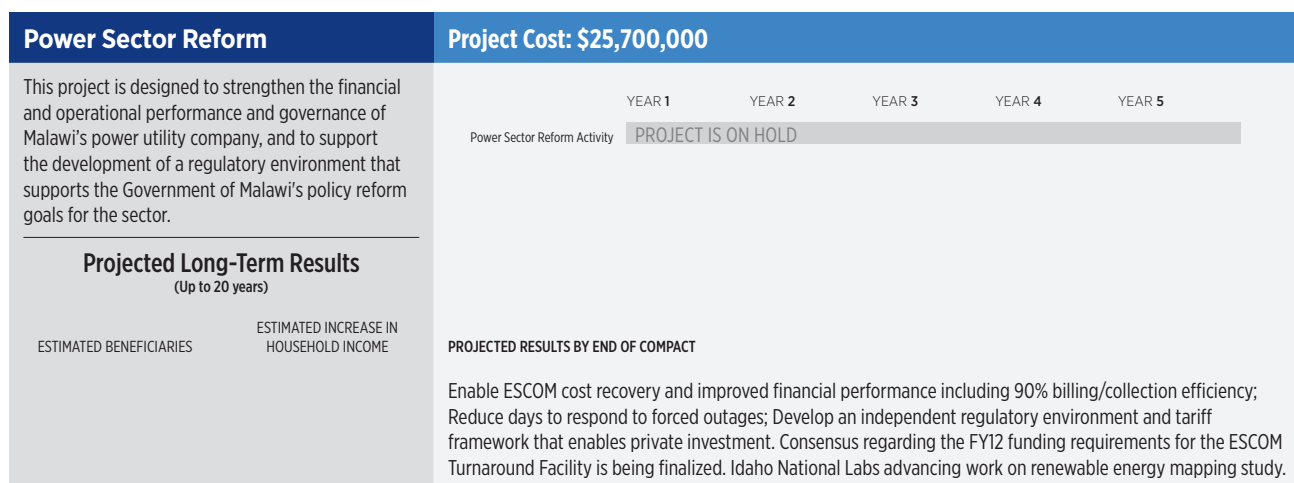 Power Sector Reform
Project Cost: $25,700,000
This project is designed to strengthen the financial
and operational performance and governance of
Malawi’s power utility company, and to support
the development of a regulatory environment that
supports the Government of Malawi's policy reform
goals for the sector.
Projected Long-Term Results
(Up to 20 years)
ESTIMATED BENEFICIARIES
ESTIMATED INCREASE IN
HOUSEHOLD INCOME
YEAR 1 YEAR 2 YEAR 3 YEAR 4 YEAR 5
Power Sector Reform Activity PROJECT IS ON HOLD
PROJECTED RESULTS BY END OF COMPACT
Enable ESCOM cost recovery and improved financial performance including 90% billing/collection efficiency;
Reduce days to respond to forced outages; Develop an independent regulatory environment and tariff
framework that enables private investment. Consensus regarding the FY12 funding requirements for the ESCOM
Turnaround Facility is being finalized. Idaho National Labs advancing work on renewable energy mapping study.